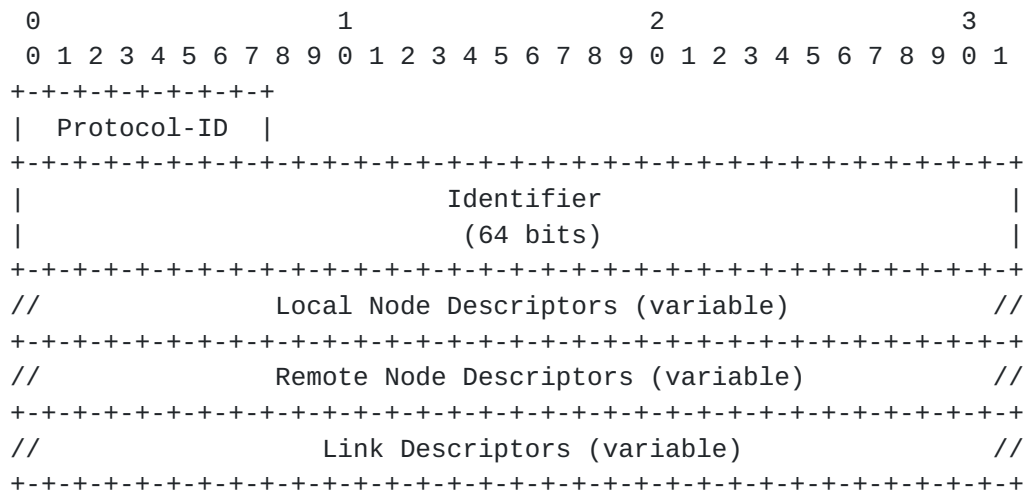 0                   1                   2                   3
 0 1 2 3 4 5 6 7 8 9 0 1 2 3 4 5 6 7 8 9 0 1 2 3 4 5 6 7 8 9 0 1
+-+-+-+-+-+-+-+-+
|  Protocol-ID  |
+-+-+-+-+-+-+-+-+-+-+-+-+-+-+-+-+-+-+-+-+-+-+-+-+-+-+-+-+-+-+-+-+
|                           Identifier                          |
|                            (64 bits)                          |
+-+-+-+-+-+-+-+-+-+-+-+-+-+-+-+-+-+-+-+-+-+-+-+-+-+-+-+-+-+-+-+-+
//               Local Node Descriptors (variable)             //
+-+-+-+-+-+-+-+-+-+-+-+-+-+-+-+-+-+-+-+-+-+-+-+-+-+-+-+-+-+-+-+-+
//               Remote Node Descriptors (variable)            //
+-+-+-+-+-+-+-+-+-+-+-+-+-+-+-+-+-+-+-+-+-+-+-+-+-+-+-+-+-+-+-+-+
//                  Link Descriptors (variable)                //
+-+-+-+-+-+-+-+-+-+-+-+-+-+-+-+-+-+-+-+-+-+-+-+-+-+-+-+-+-+-+-+-+